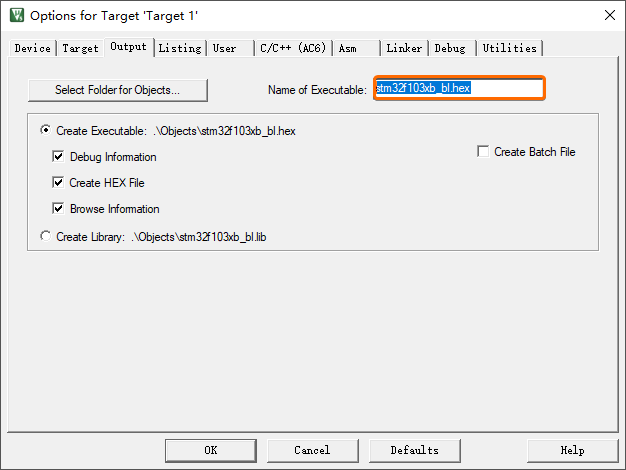 Options for Target 'Target 1'
Device Target Output Listing User C/C++ (AC6) Asm Linker Debug Utilities
Select Folder for Objects... Name of Executable: stm32f103xb_bl.hex
Create Executable: .\Objects\stm32f103xb_bl.hex
Debug Information Create Batch File
Create HEX File
Browse Information
Create Library: .\Objects\stm32f103xb_bl.lib
OK Cancel Defaults Help